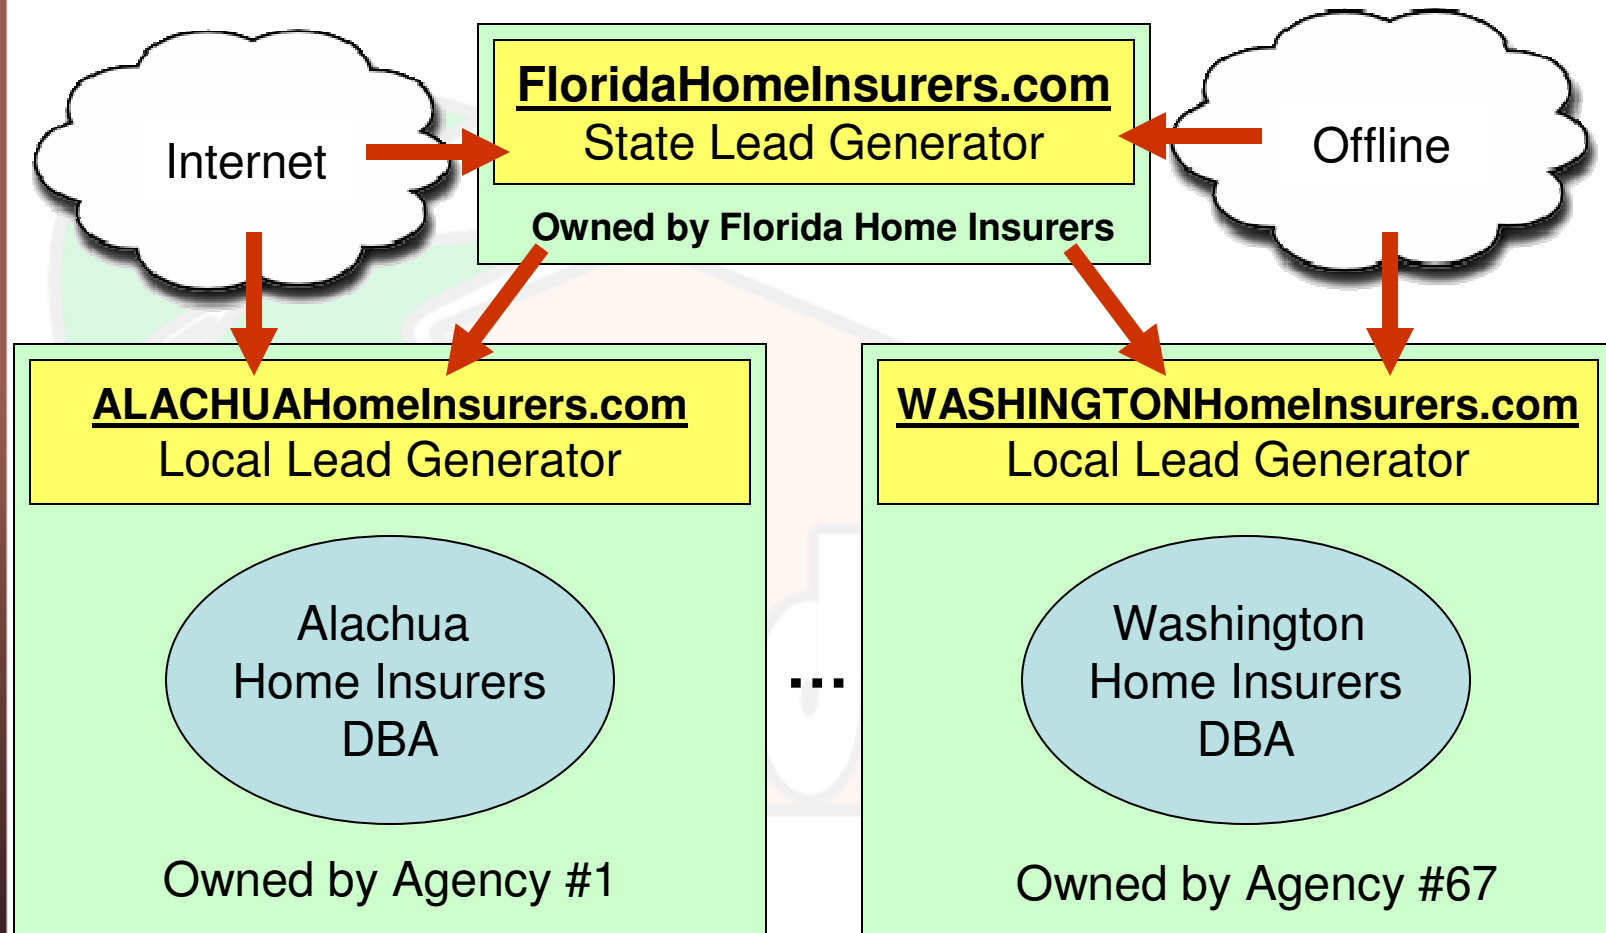 FloridaHomeInsurers.com
State Lead Generator
Owned by Florida Home Insurers
Internet
Offline
ALACHUAHomeInsurers.com
Local Lead Generator
Alachua
Home Insurers
DBA
Owned by Agency #1
...
WASHINGTONHomeInsurers.com
Local Lead Generator
Washington
Home Insurers
DBA
Owned by Agency #67